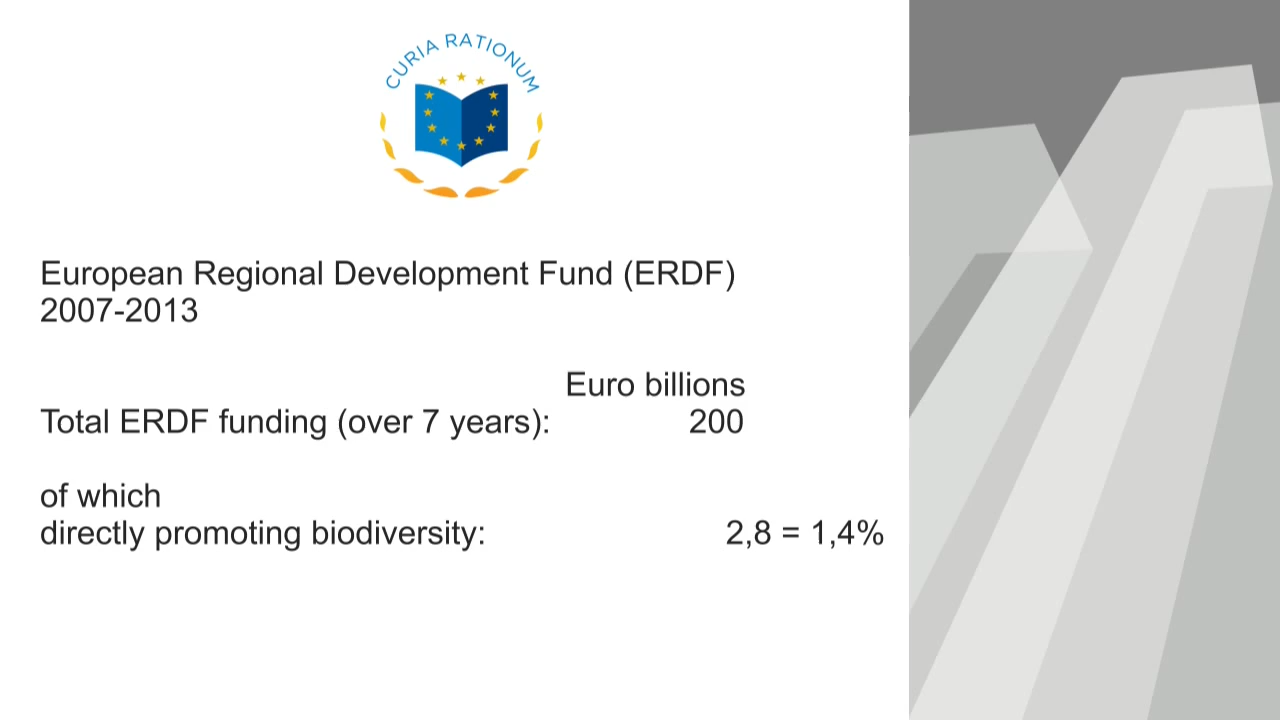 CURIA RATIONUM
European Regional Development Fund (ERDF)
2007-2013
Euro billions
Total ERDF funding (over 7 years): 200
of which
directly promoting biodiversity: 2,8 = 1,4%